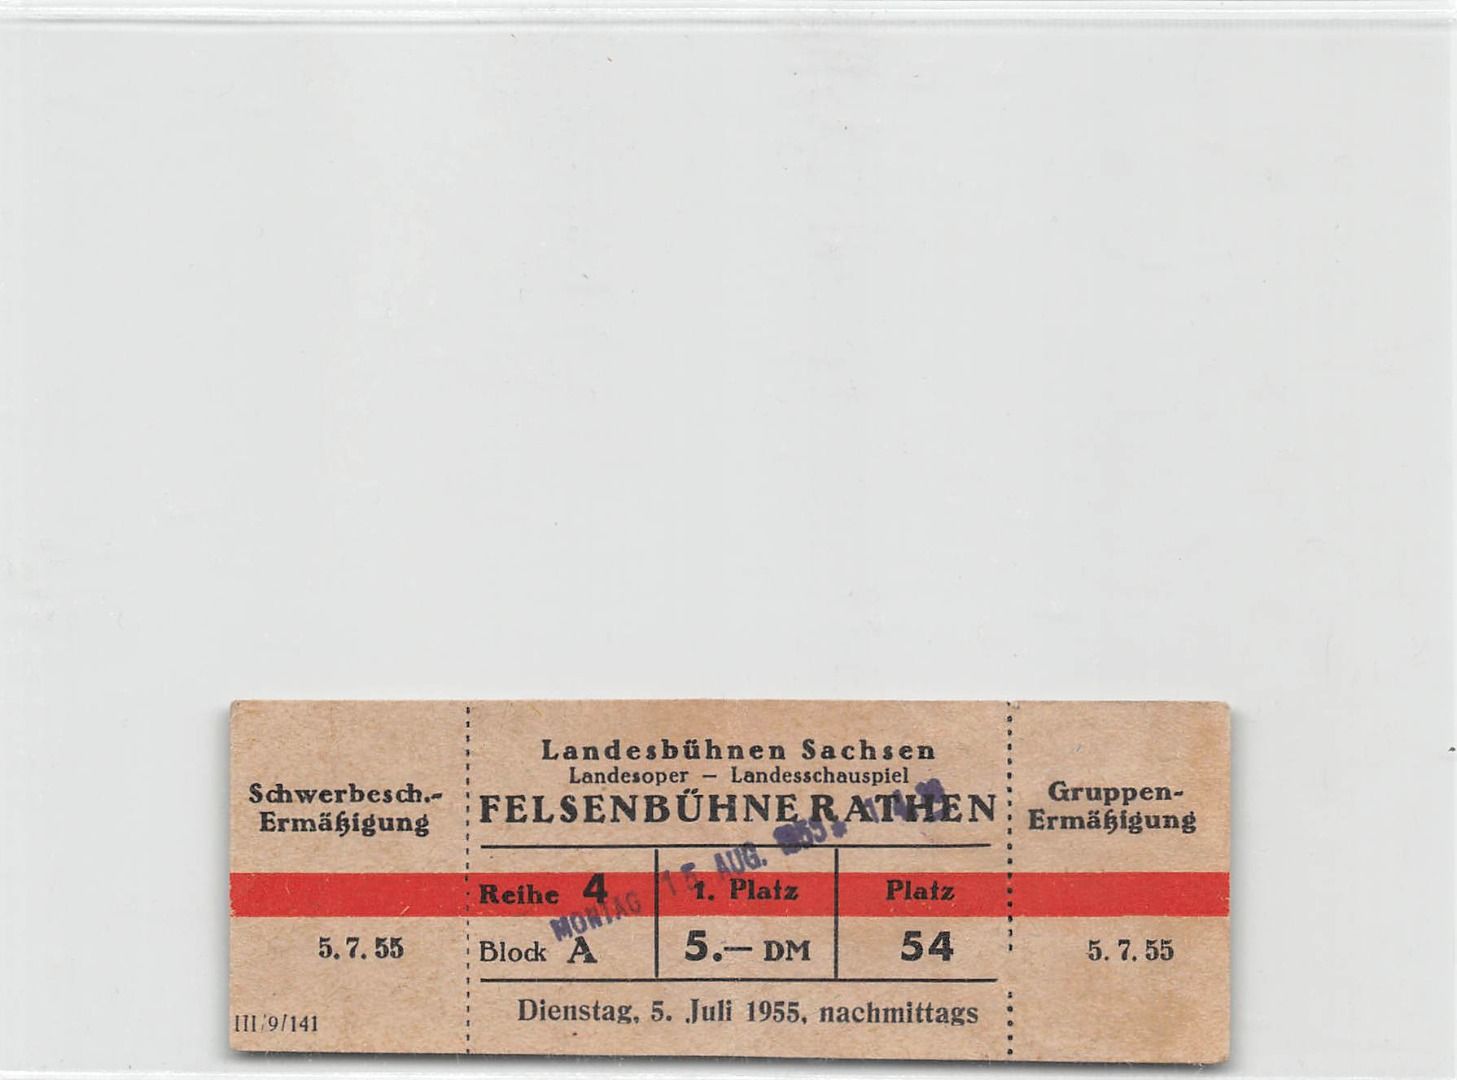 Schwerbesch.-
Ermäßigung
5. 7. 55
III/9/141
Landesbühnen Sachsen
Landesoper — Landesschauspiel
FELSENBÜHNE RATHEN
Reihe 4
1. Platz
Platz
Block A
5.— DM
54
Dienstag, 5. Juli 1955, nachmittags
MONTAG 15. AUG. 1955
Gruppen-
Ermäßigung
5. 7. 55